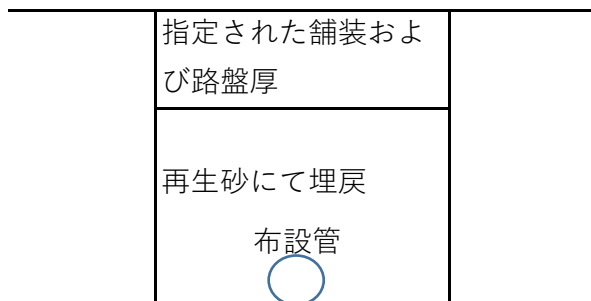 指定された舗装およ
び路盤厚
再生砂にて埋戻
布設管